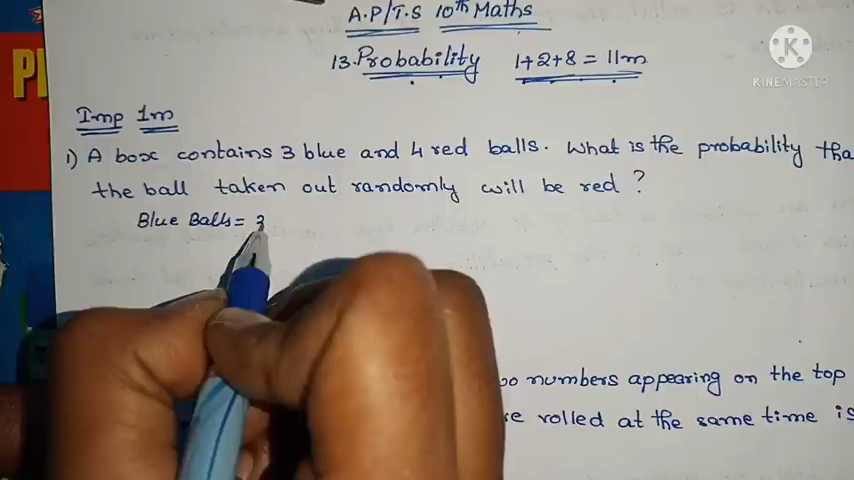 A.P/T.S 10th Maths
13. Probability 1+2+8 = 11m
KINEMASTER
Imp 1m
1) A box contains 3 blue and 4 red balls. What is the probability tha
the ball taken out randomly will be red ?
Blue Balls = 3
numbers appearing on the top
rolled at the same time is